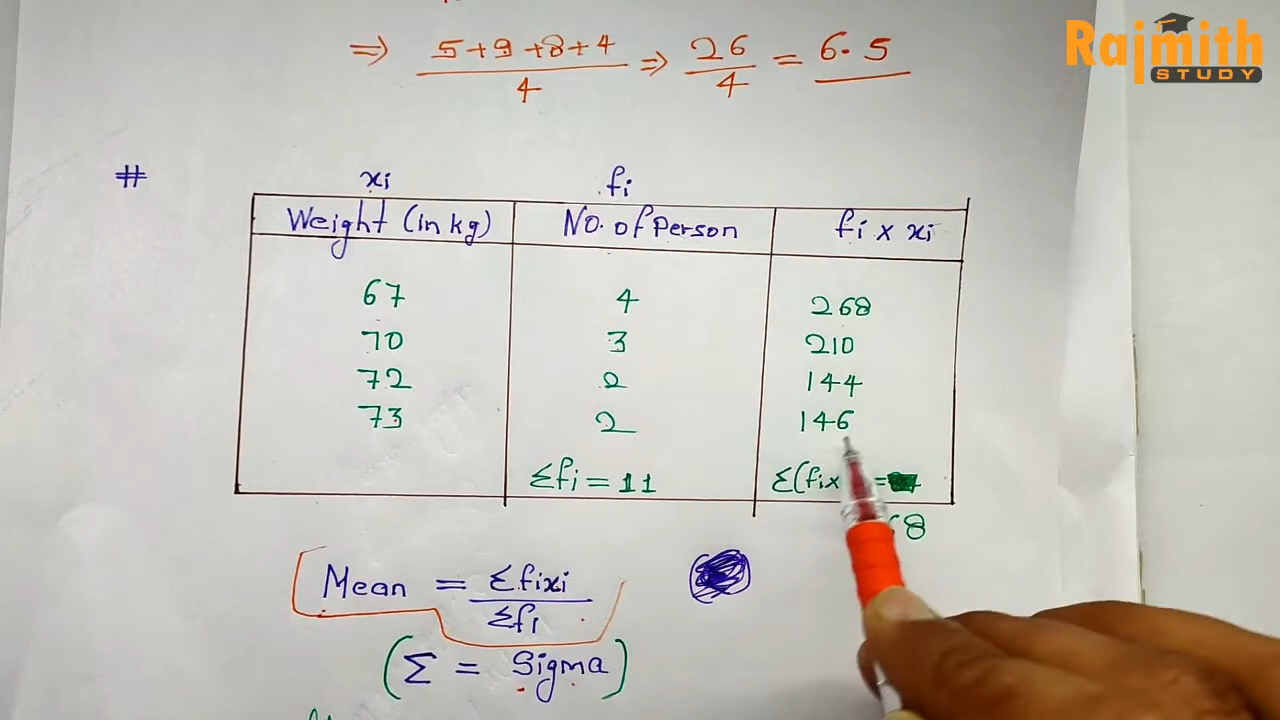 Rajmith
STUDY
=> 5+9+8+4 / 4 => 26 / 4 = 6.5
# xi fi
Weight (in kg) No. of Person fi x xi
67 4 268
70 3 210
72 2 144
73 2 146
Σfi = 11 Σ(fix =
8
Mean = Σfixi / Σfi
(Σ = Sigma)